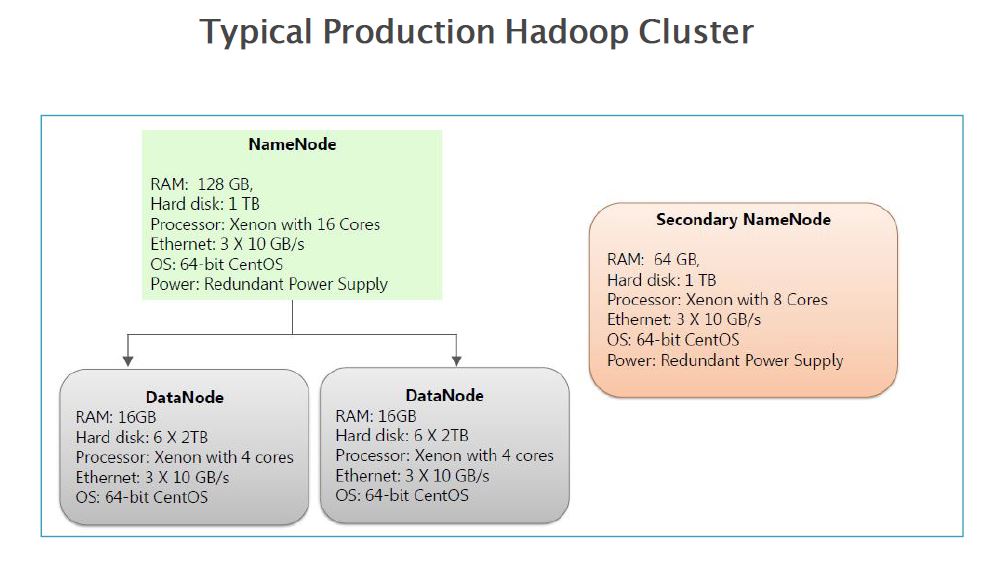 Typical Production Hadoop Cluster
NameNode
RAM: 128 GB,
Hard disk: 1 TB
Processor: Xenon with 16 Cores
Ethernet: 3 X 10 GB/s
OS: 64-bit CentOS
Power: Redundant Power Supply
Secondary NameNode
RAM: 64 GB,
Hard disk: 1 TB
Processor: Xenon with 8 Cores
Ethernet: 3 X 10 GB/s
OS: 64-bit CentOS
Power: Redundant Power Supply
DataNode
RAM: 16GB
Hard disk: 6 X 2TB
Processor: Xenon with 4 cores
Ethernet: 3 X 10 GB/s
OS: 64-bit CentOS
DataNode
RAM: 16GB
Hard disk: 6 X 2TB
Processor: Xenon with 4 cores
Ethernet: 3 X 10 GB/s
OS: 64-bit CentOS